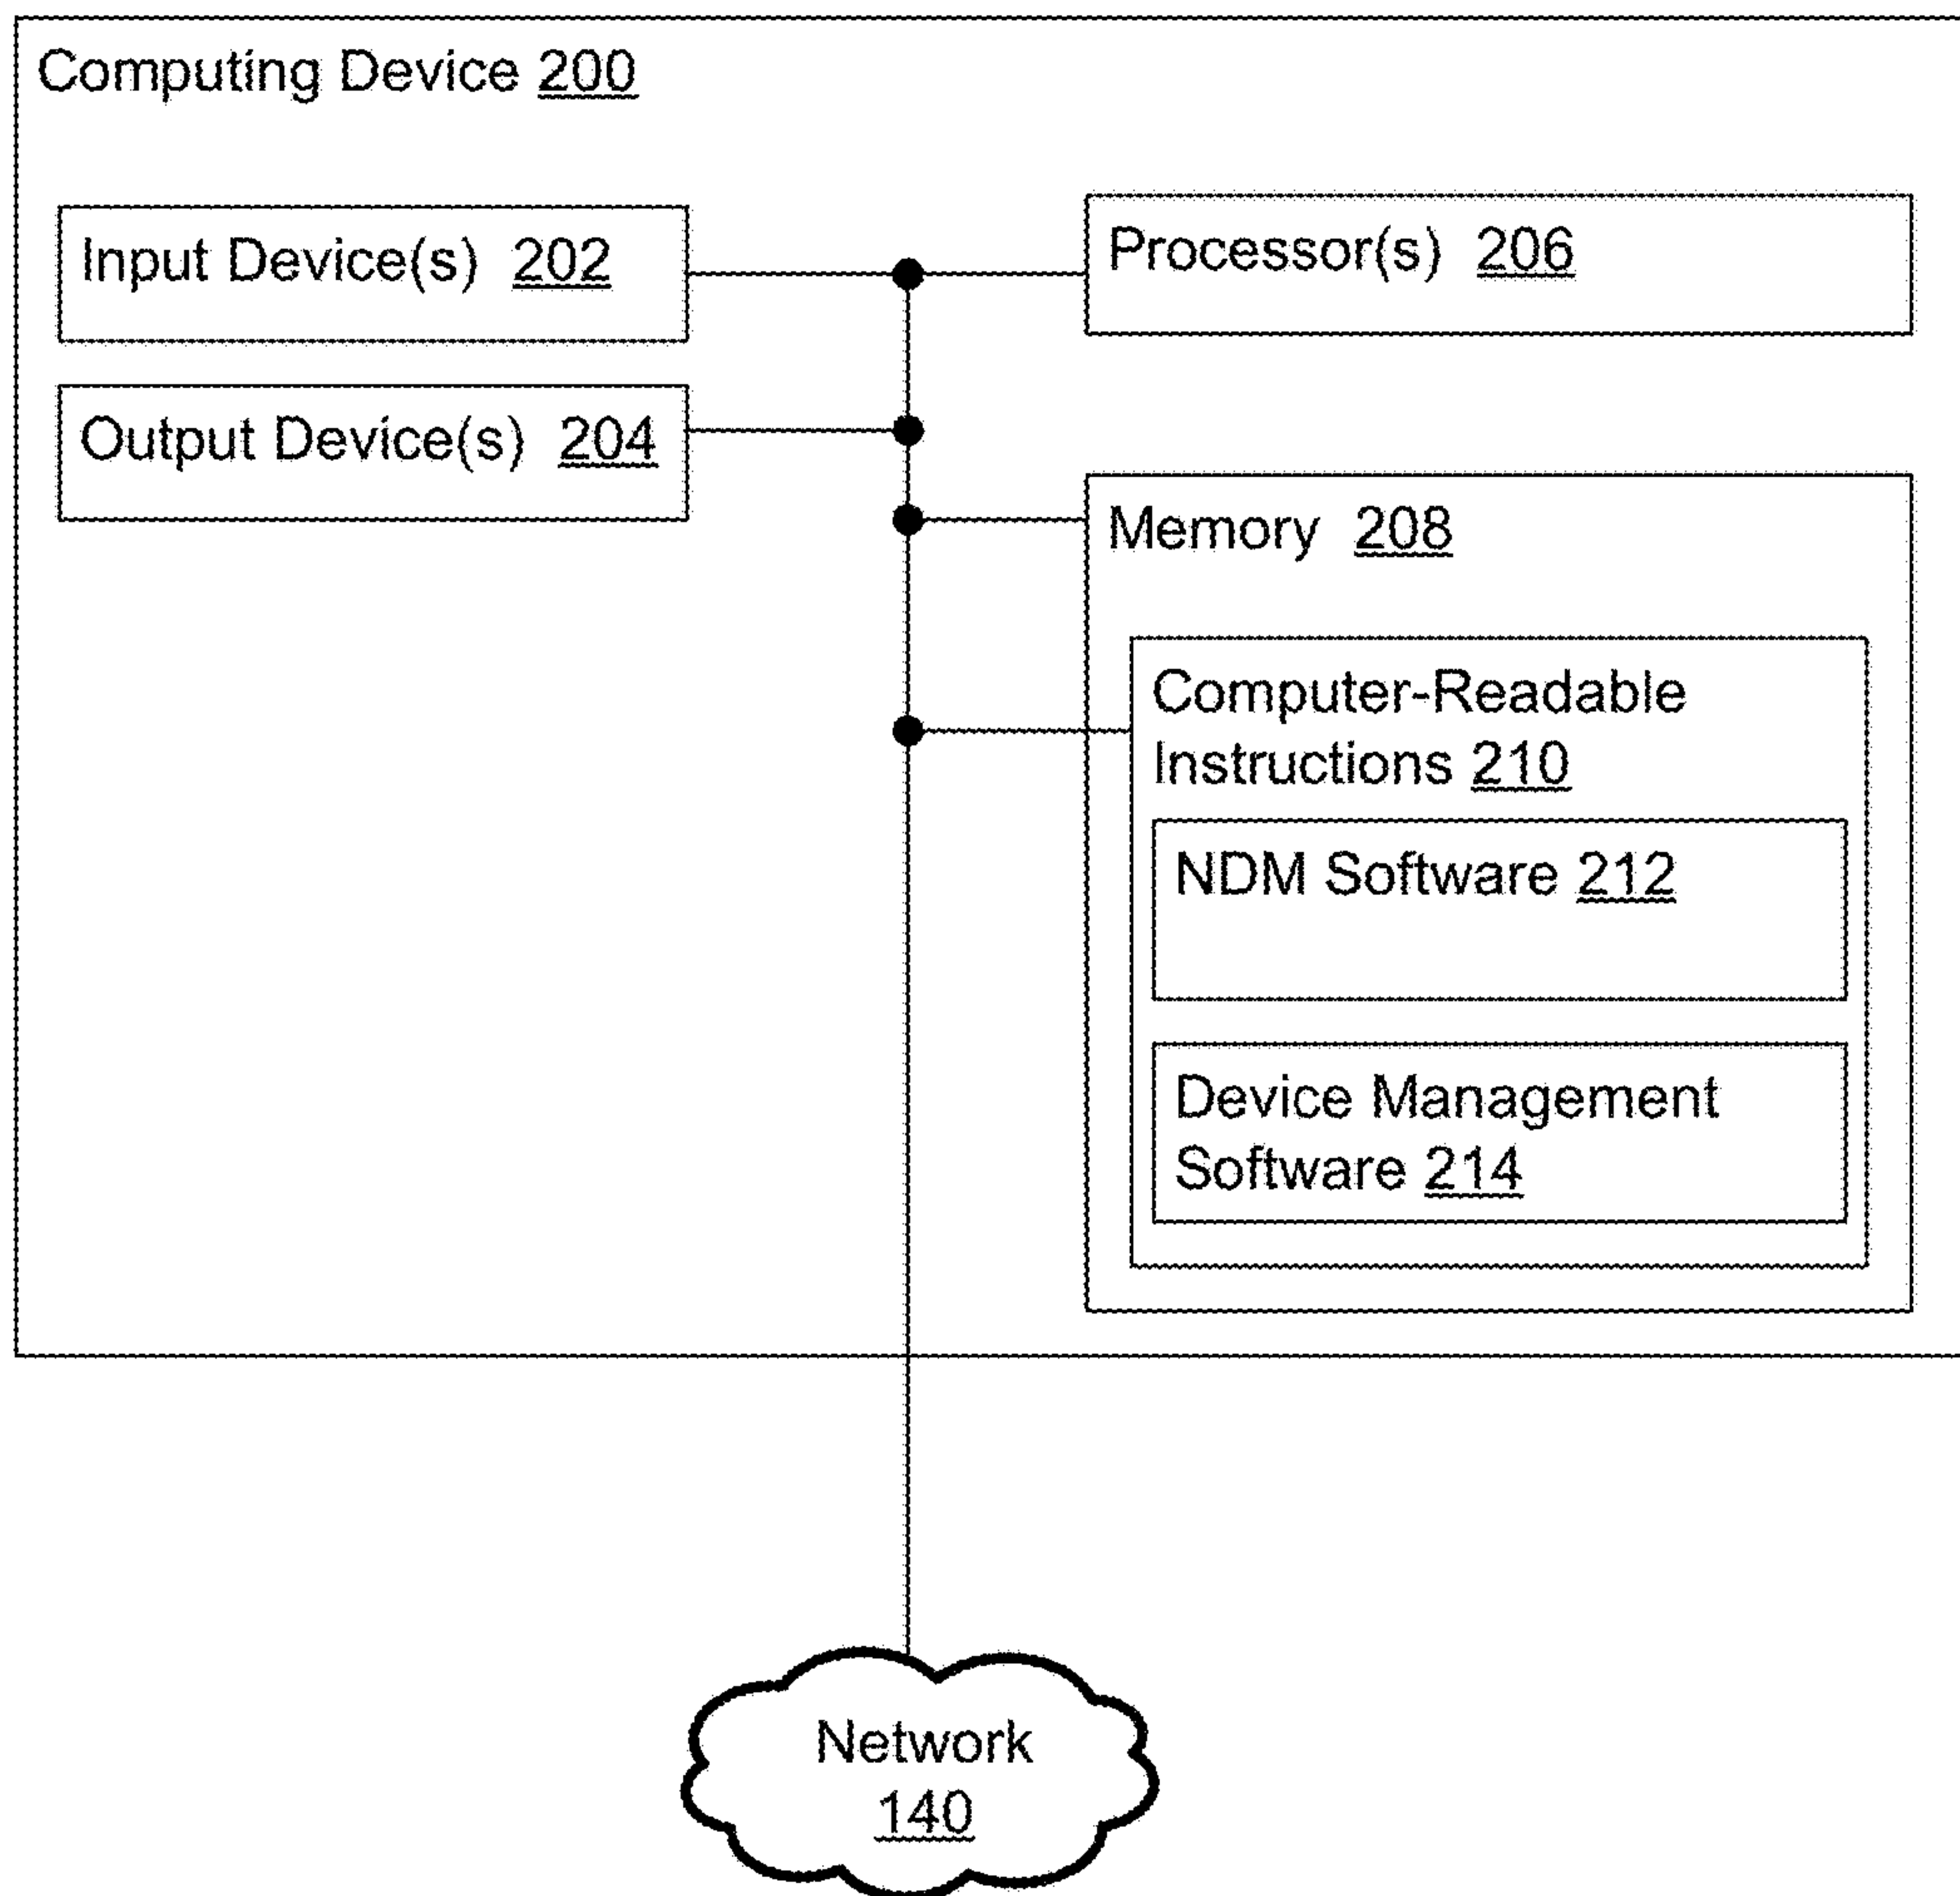 Computing Device 200
Input Device(s) 202
Processor(s) 206
Output Device(s) 204
Memory 208
Computer-Readable
Instructions 210
NDM Software 212
Device Management
Software 214
Network
140